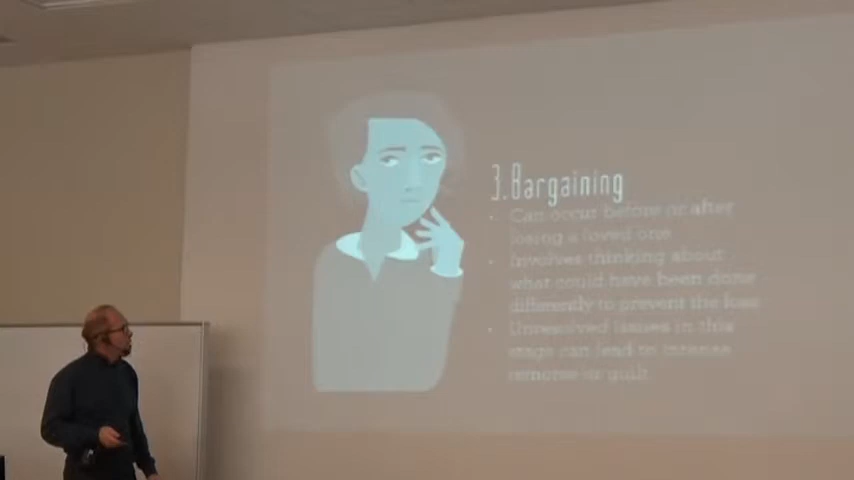 3. Bargaining
• Can occur before or after
losing a loved one
• Involves thinking about
what could have been done
differently to prevent the loss
• Unresolved issues in this
stage can lead to intense
remorse or guilt